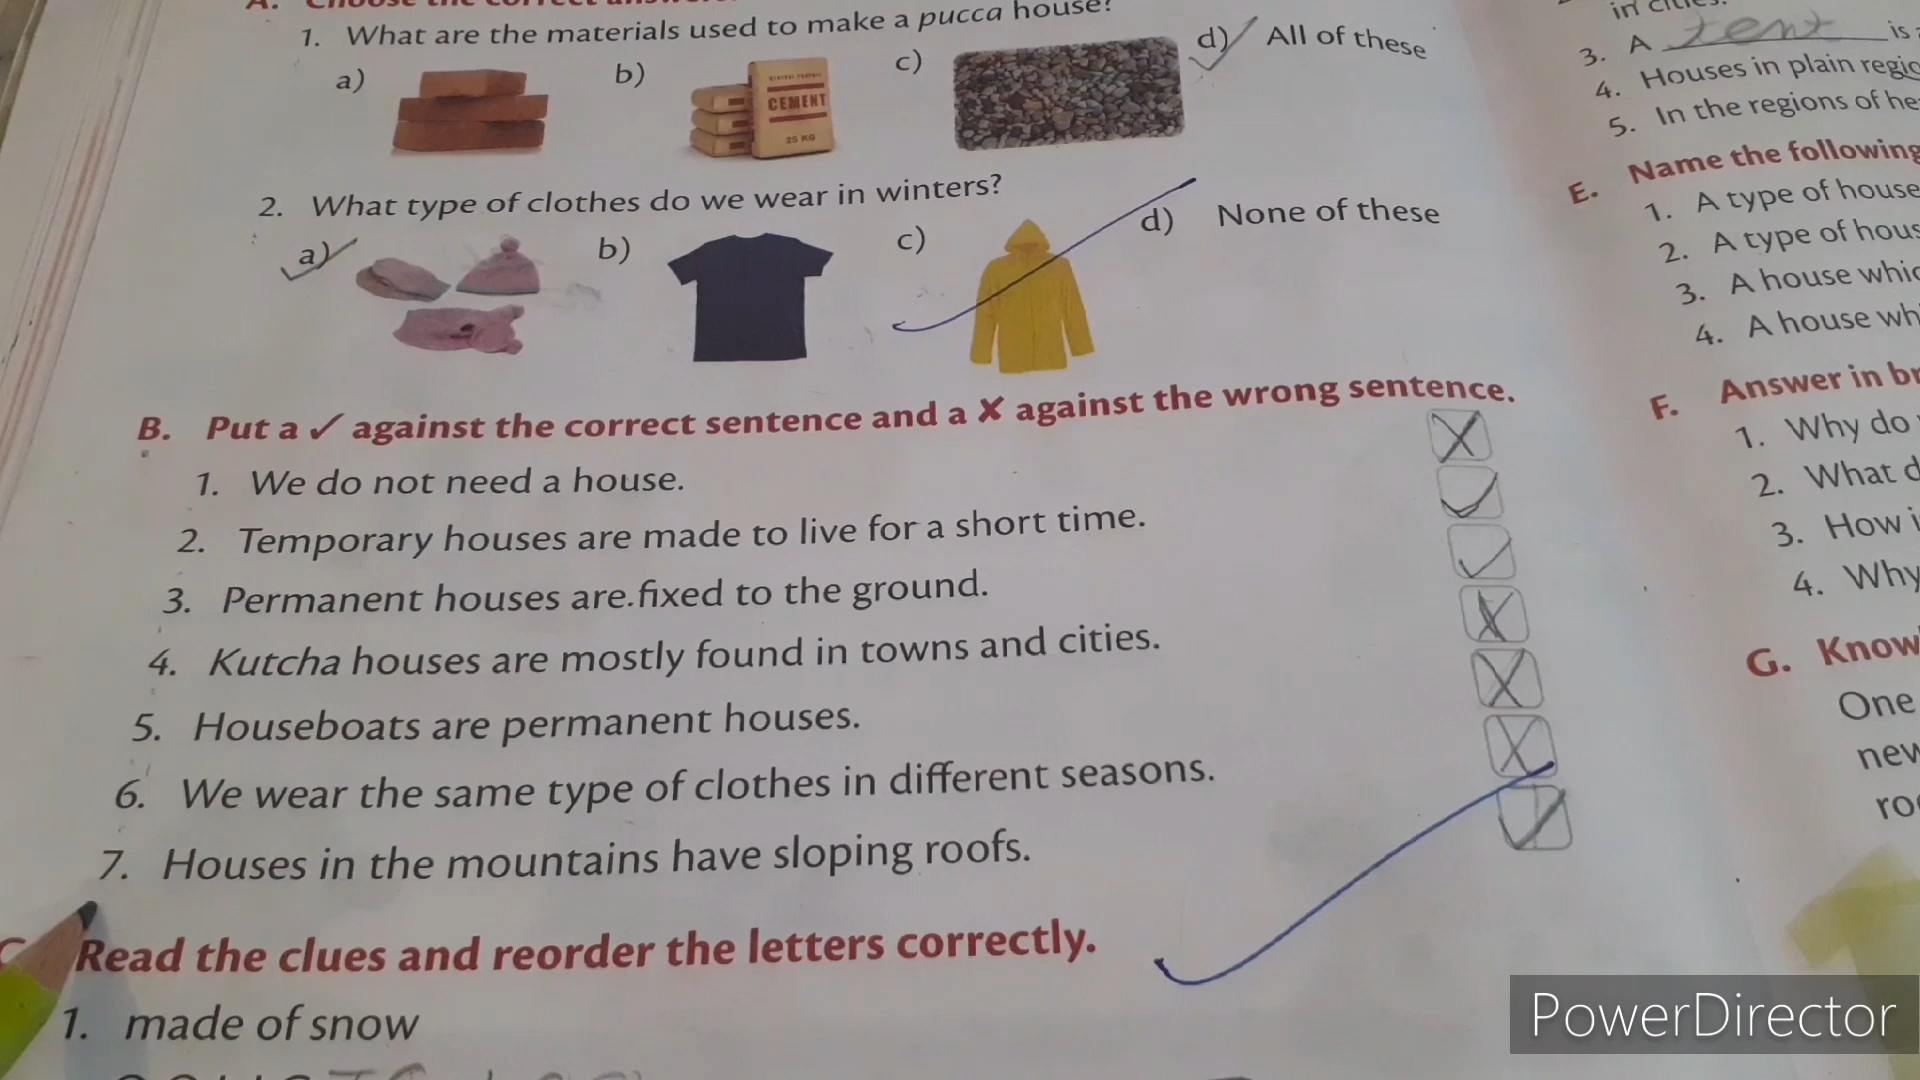 A. Choose the correct answer.
1. What are the materials used to make a pucca house?
a) b) CEMENT 25 KG c) d) ✓ All of these
2. What type of clothes do we wear in winters?
a) ✓ b) c) d) None of these
B. Put a ✓ against the correct sentence and a ✗ against the wrong sentence.
1. We do not need a house. X
2. Temporary houses are made to live for a short time. ✓
3. Permanent houses are fixed to the ground. ✓
4. Kutcha houses are mostly found in towns and cities. X
5. Houseboats are permanent houses. X
6. We wear the same type of clothes in different seasons. X
7. Houses in the mountains have sloping roofs. ✓
Read the clues and reorder the letters correctly.
1. made of snow
3. A tent is
4. Houses in plain
5. In the regions of
E. Name the following
1. A type of house
2. A type of
3. A house
4. A house
F. Answer in
1. Why do
2. What
3. How
4. Why
G.
One
PowerDirector